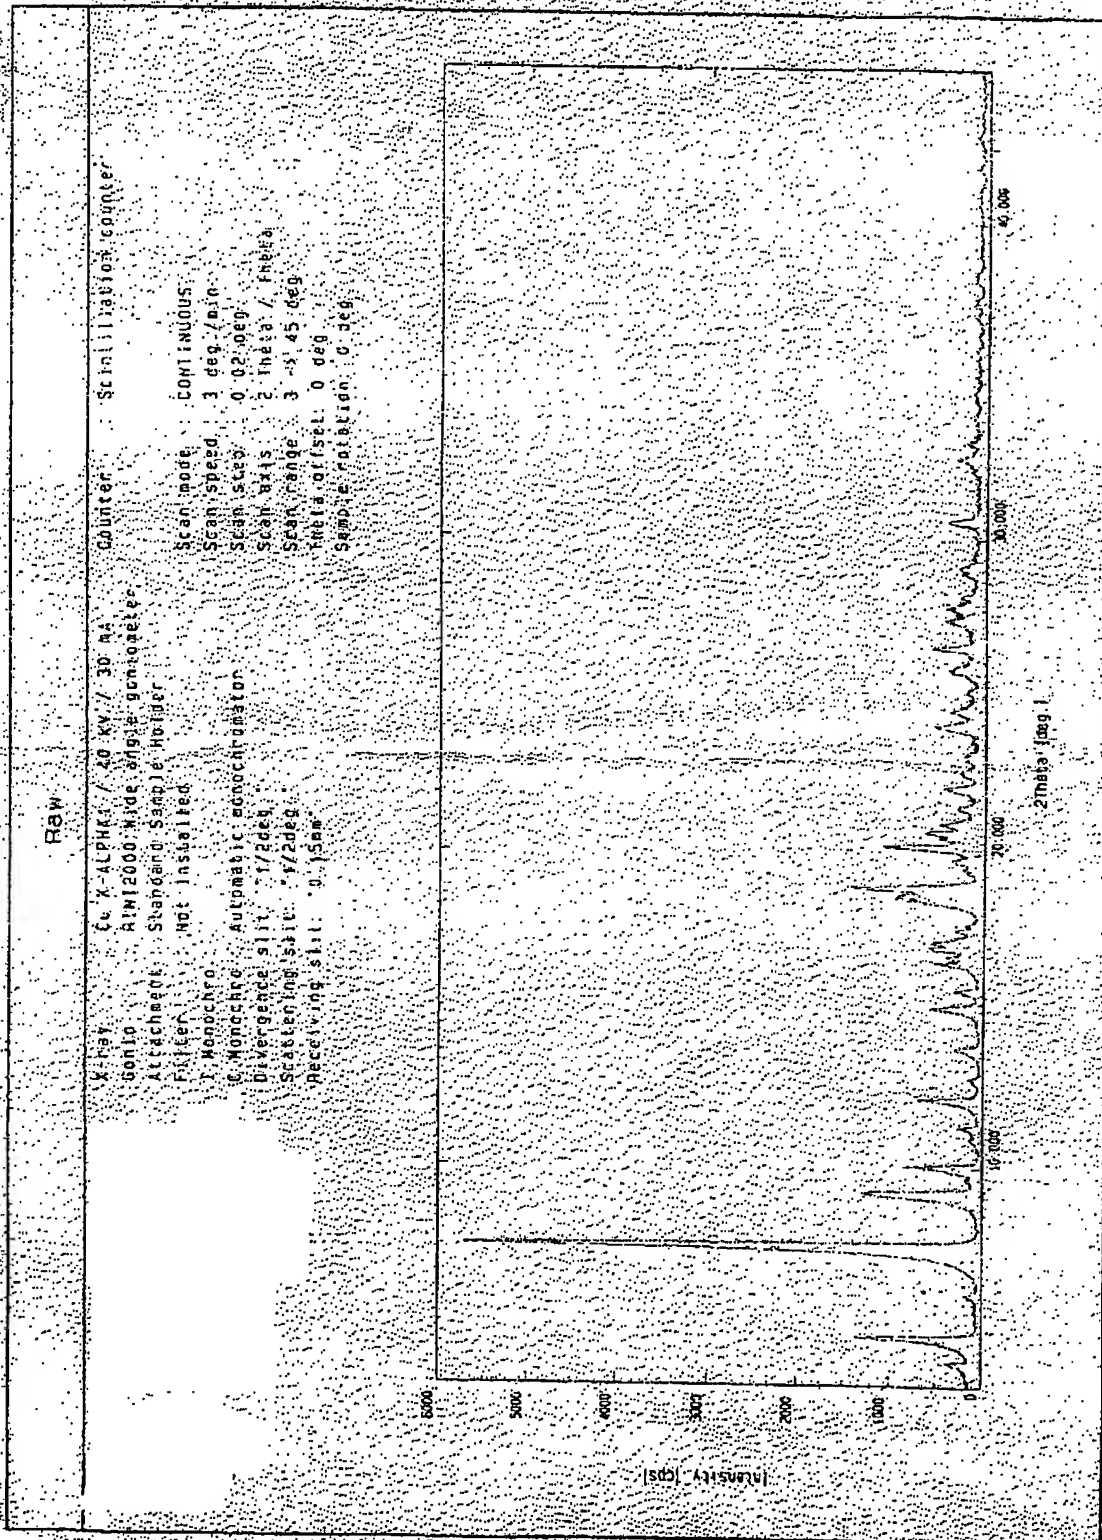 Raw
X-ray : Cu K-ALPHA1 / 40 kV / 30 mA
Gonio : RINT2000 Wide angle goniometer
Attachment : Standard Sample Holder
Filter : Not Installed
I.Monochro :
C.Monochro : Automatic monochromator
Divergence slit : "1/2deg."
Scattering slit : "1/2deg."
Receiving slit : "0.15mm"
Counter : Scintillation counter
Scan mode : CONTINUOUS
Scan speed : 3 deg./min.
Scan step : 0.02 deg.
Scan axis : 2 Theta / Theta
Scan range : 3 -> 45 deg
Theta offset : 0 deg
Sample rotation : 0 deg
Intensity [cps]
6000
5000
4000
3000
2000
1000
0
10.000
20.000
30.000
40.000
2Theta [deg.]